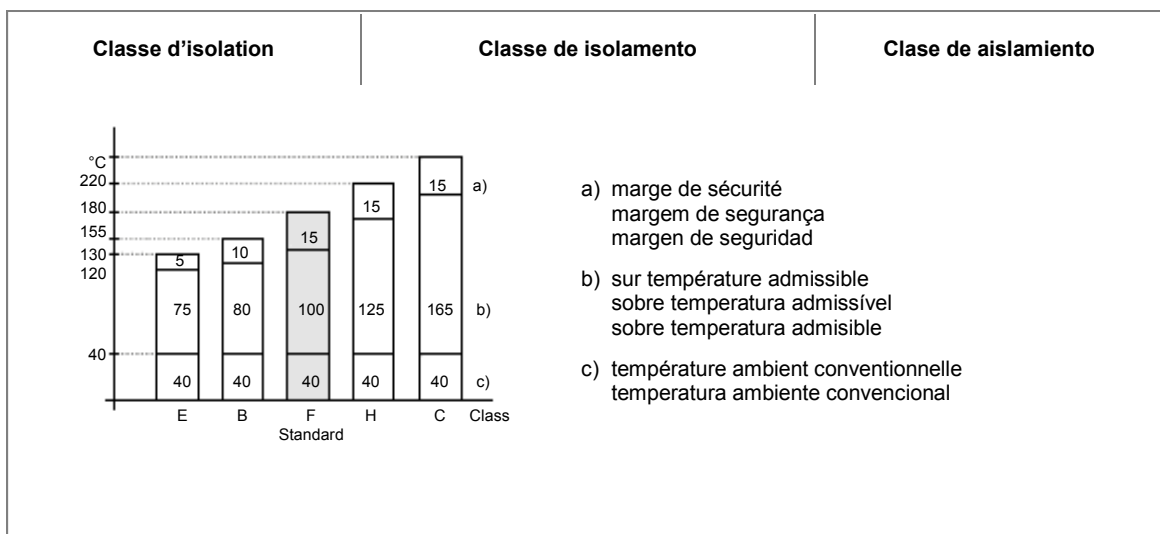 Classe d’isolation
Classe de isolamento
Clase de aislamiento
°C
220
180
155
130
120
40
15 a)
15
15
10
5
75 80 100 125 165 b)
40 40 40 40 40 c)
E B F H C Class
Standard
a) marge de sécurité
margem de segurança
margen de seguridad
b) sur température admissible
sobre temperatura admissível
sobre temperatura admisible
c) température ambient conventionnelle
temperatura ambiente convencional